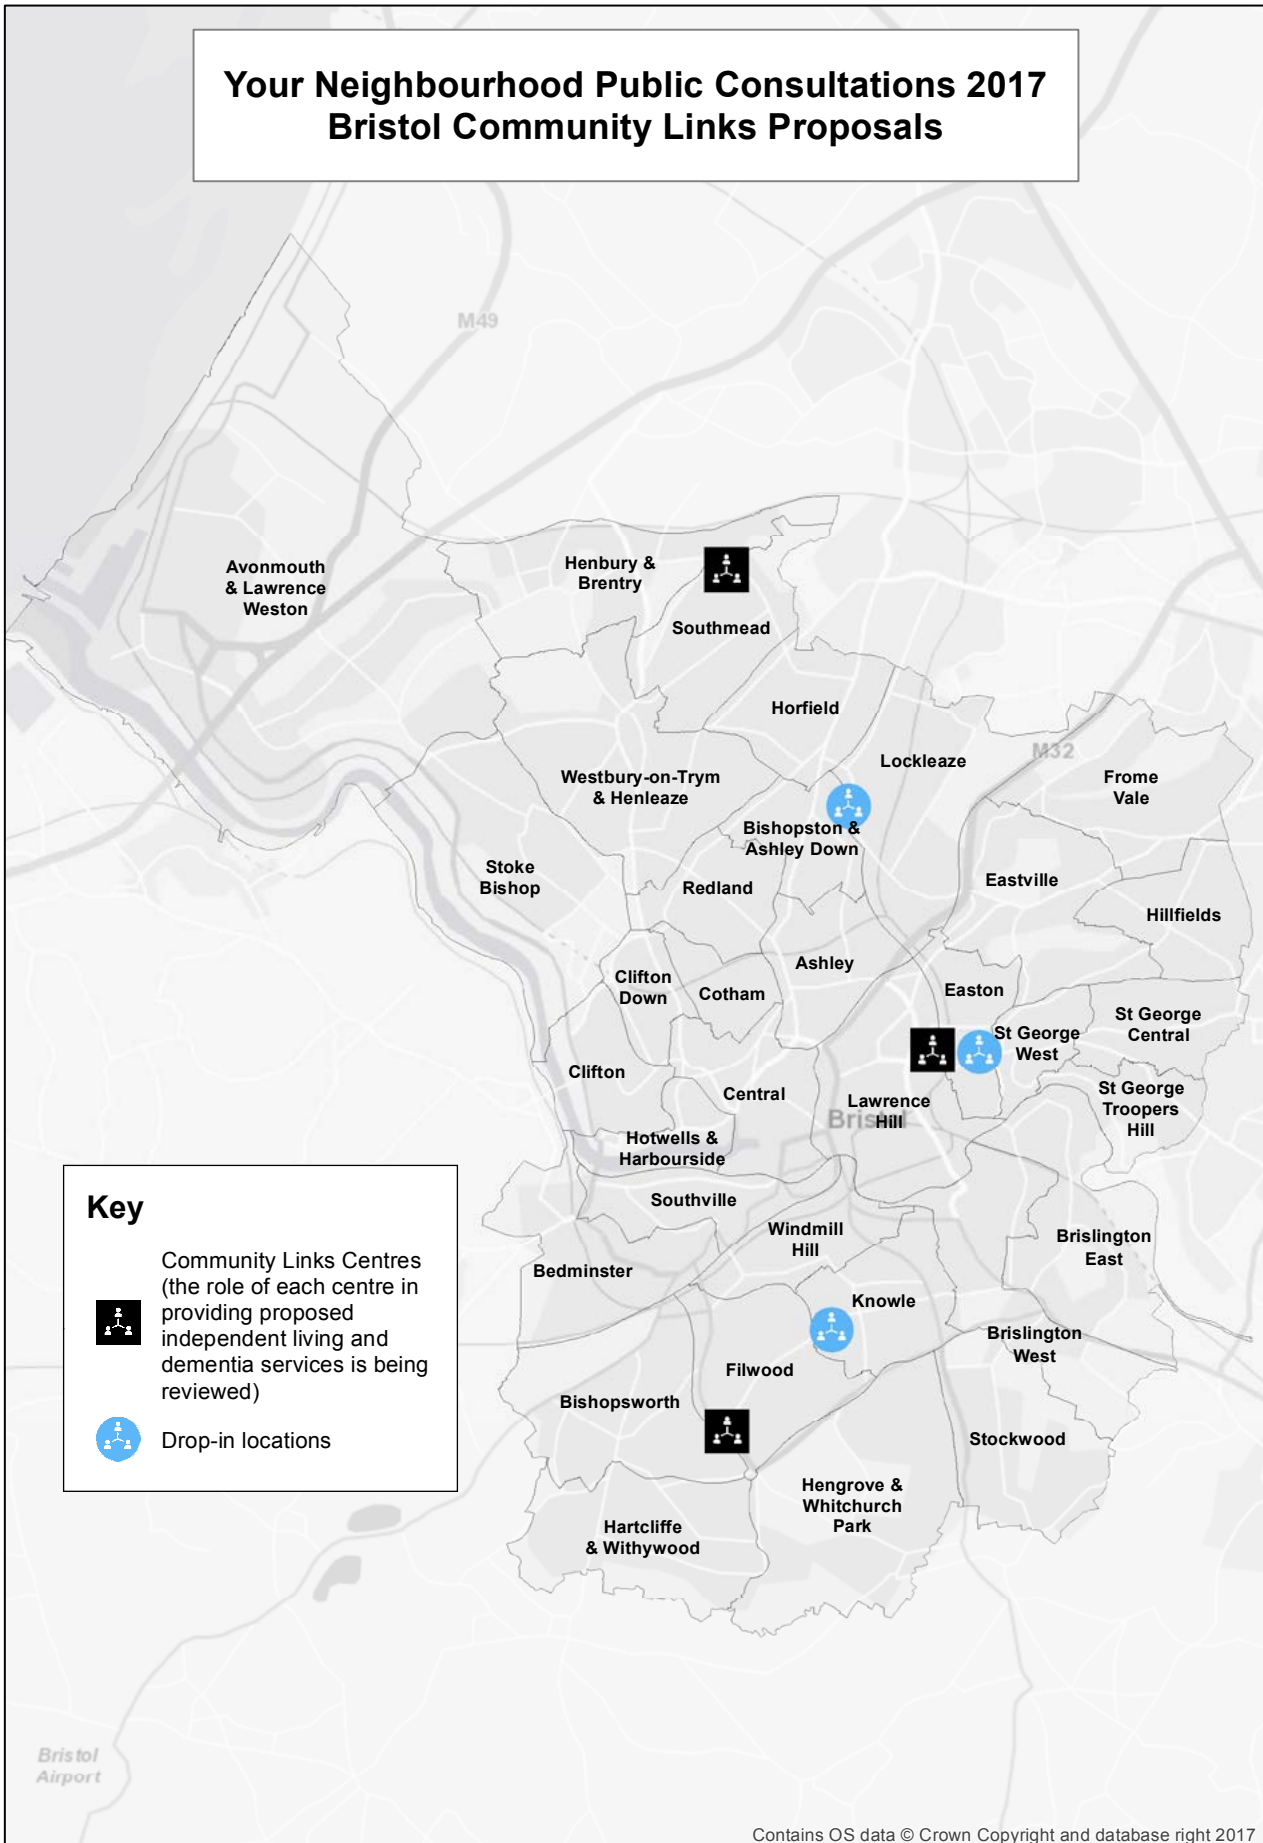 Your Neighbourhood Public Consultations 2017
Bristol Community Links Proposals
M49
Avonmouth
& Lawrence
Weston
Henbury &
Brentry
Southmead
Horfield
Lockleaze
M32
Westbury-on-Trym
& Henleaze
Frome
Vale
Bishopston &
Ashley Down
Stoke
Bishop
Redland
Eastville
Hillfields
Ashley
Clifton
Down
Cotham
Easton
St George
Central
St George
West
Clifton
Central
Lawrence
Hill
Bristol
St George
Troopers
Hill
Hotwells &
Harbourside
Southville
Windmill
Hill
Brislington
East
Bedminster
Knowle
Brislington
West
Filwood
Bishopsworth
Stockwood
Hengrove &
Whitchurch
Park
Hartcliffe
& Withywood
Key
Community Links Centres
(the role of each centre in
providing proposed
independent living and
dementia services is being
reviewed)
Drop-in locations
Bristol
Airport
Contains OS data © Crown Copyright and database right 2017